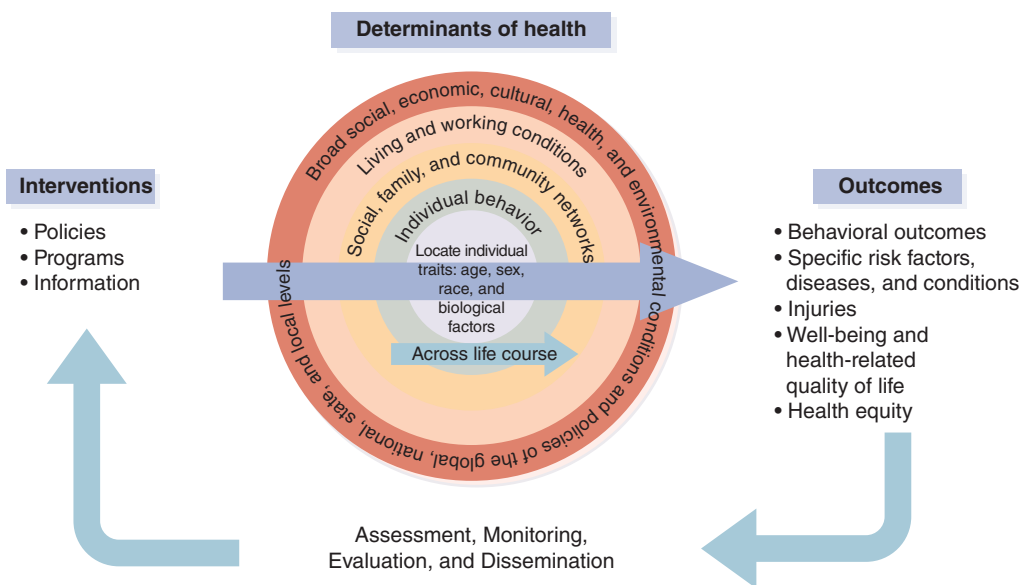 Determinants of health
Broad social, economic, cultural, health, and environmental conditions and policies of the global, national, state, and local levels
Living and working conditions
Social, family, and community networks
Individual behavior
Locate individual
traits: age, sex,
race, and
biological
factors
Across life course
Interventions
• Policies
• Programs
• Information
Outcomes
• Behavioral outcomes
• Specific risk factors,
diseases, and conditions
• Injuries
• Well-being and
health-related
quality of life
• Health equity
Assessment, Monitoring,
Evaluation, and Dissemination